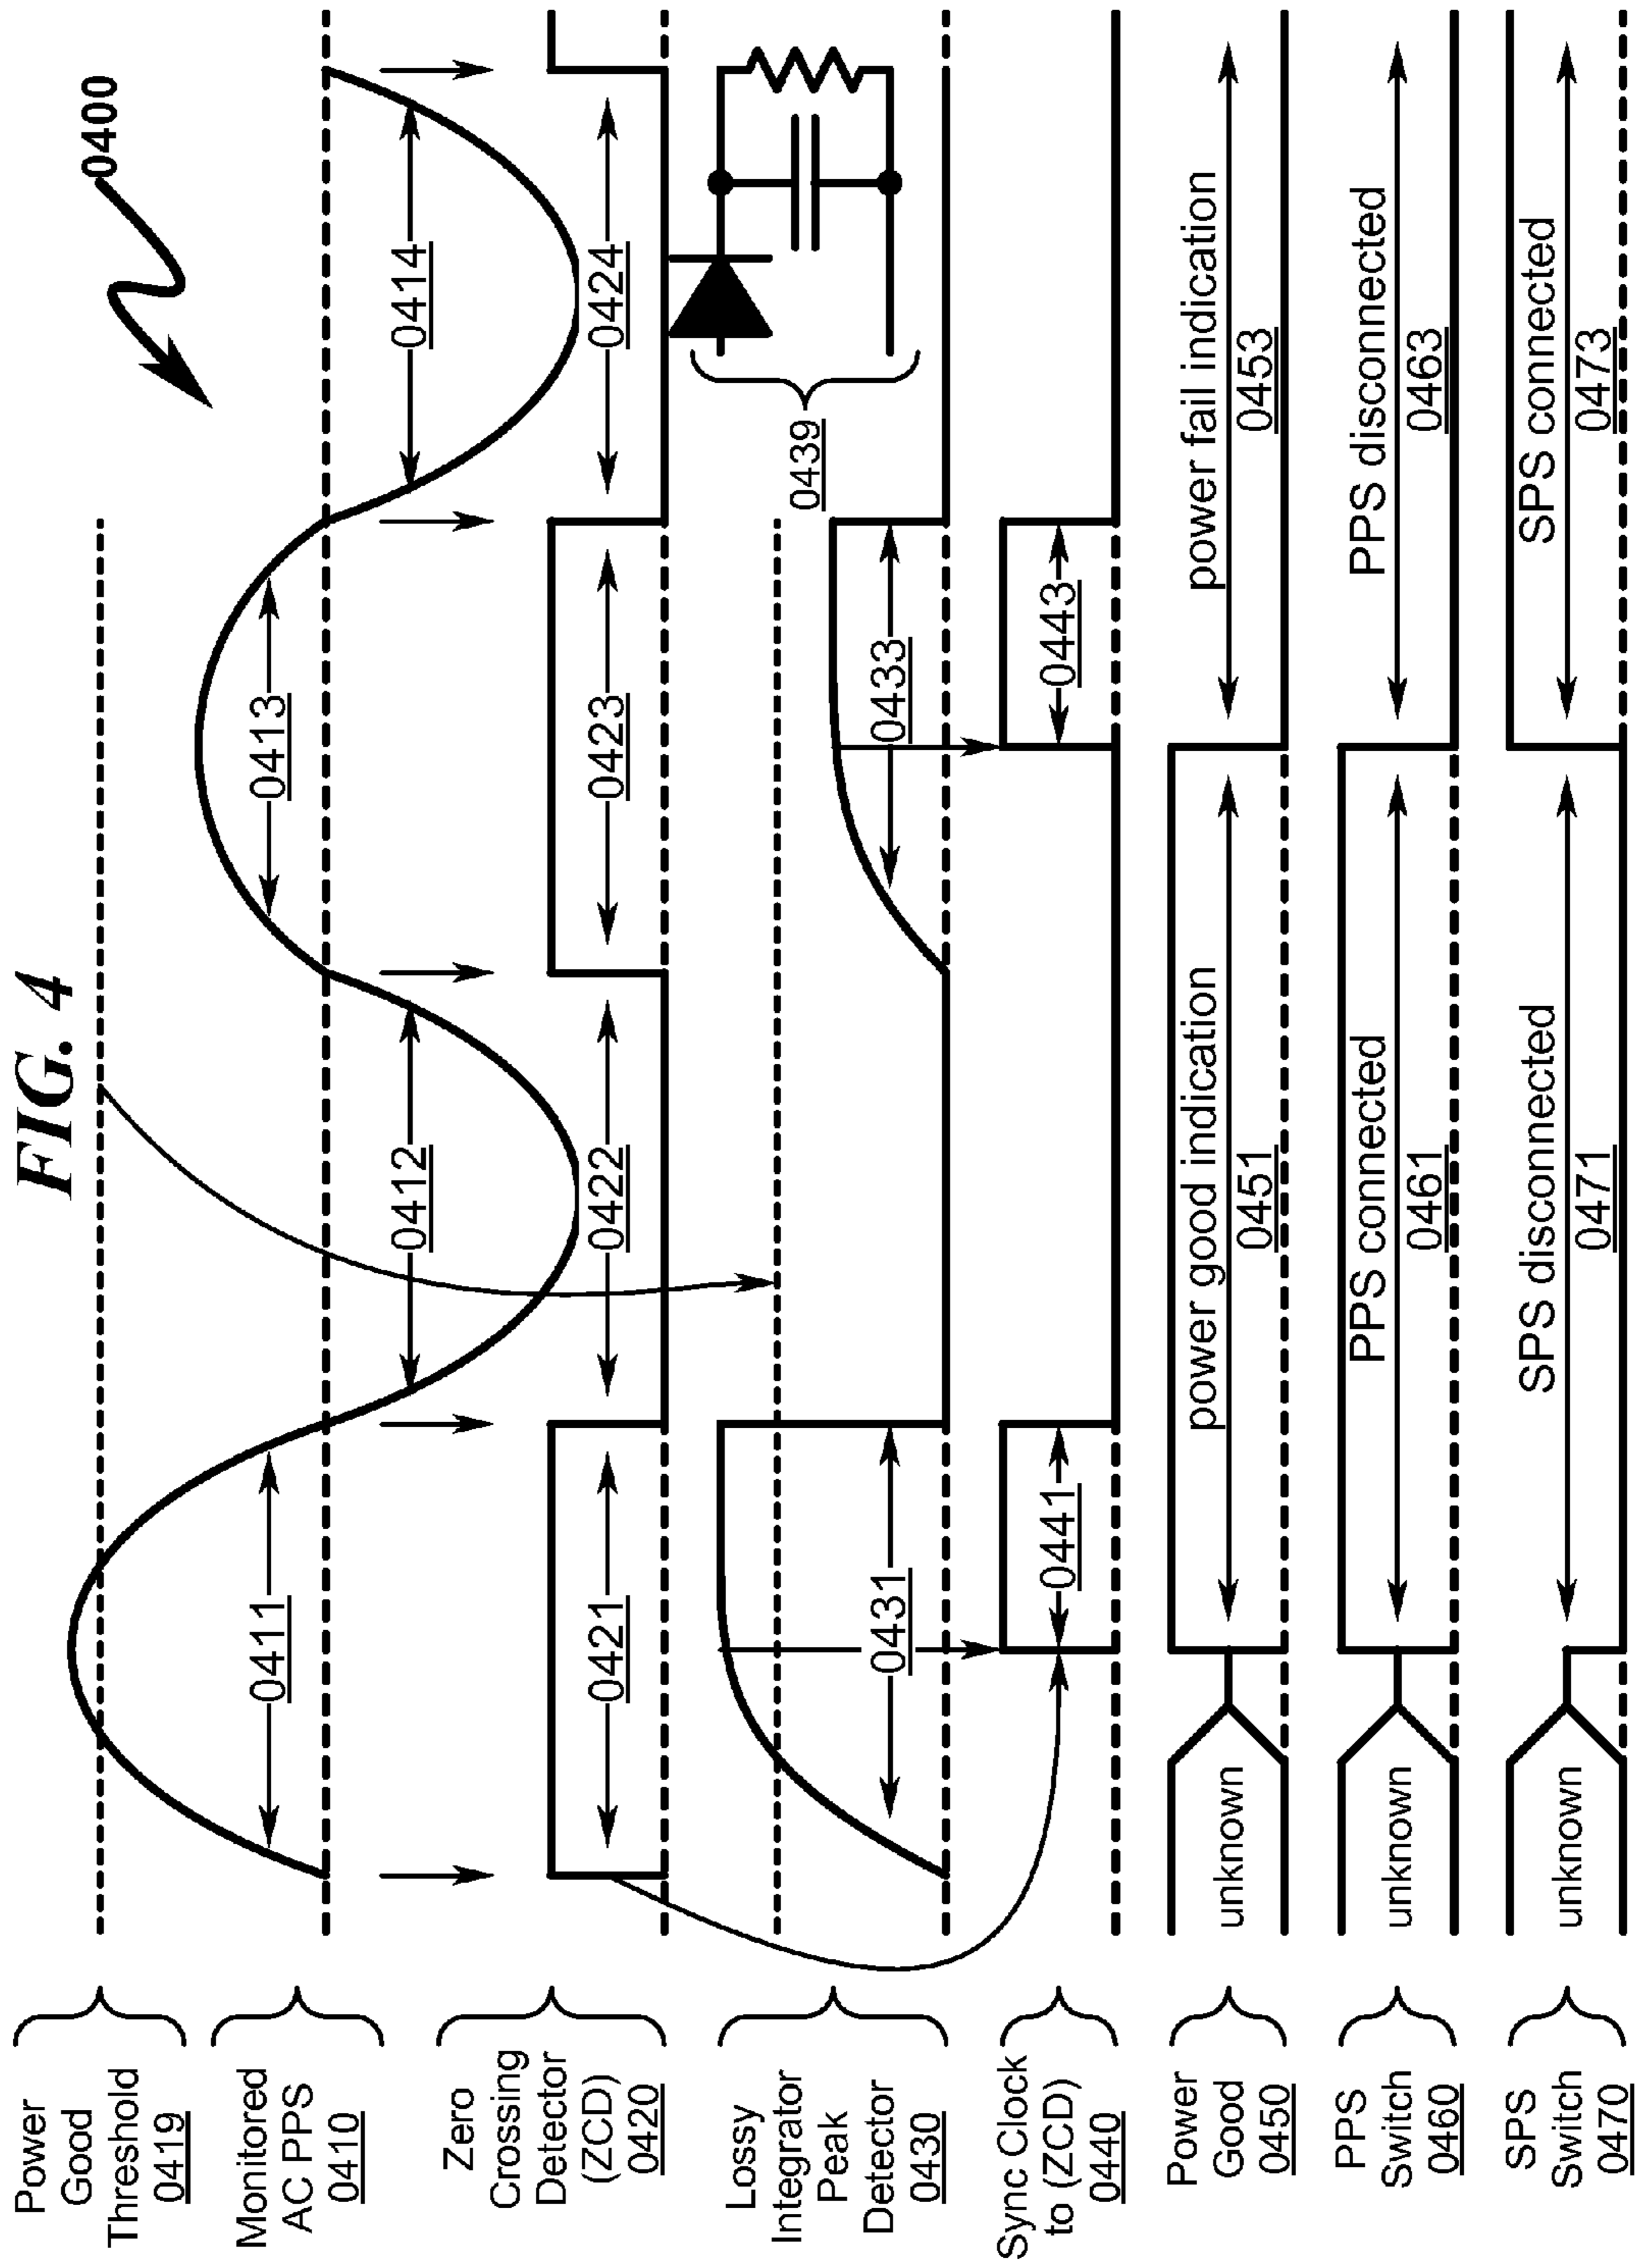 FIG. 4
0400
Power
Good
Threshold
0419
Monitored
AC PPS
0410
0411
0412
0413
0414
Zero
Crossing
Detector
(ZCD)
0420
0421
0422
0423
0424
Lossy
Integrator
Peak
Detector
0430
0431
0433
0439
Sync Clock
to (ZCD)
0440
0441
0443
Power
Good
0450
unknown
power good indication
0451
power fail indication
0453
PPS
Switch
0460
unknown
PPS connected
0461
PPS disconnected
0463
SPS
Switch
0470
unknown
SPS disconnected
0471
SPS connected
0473